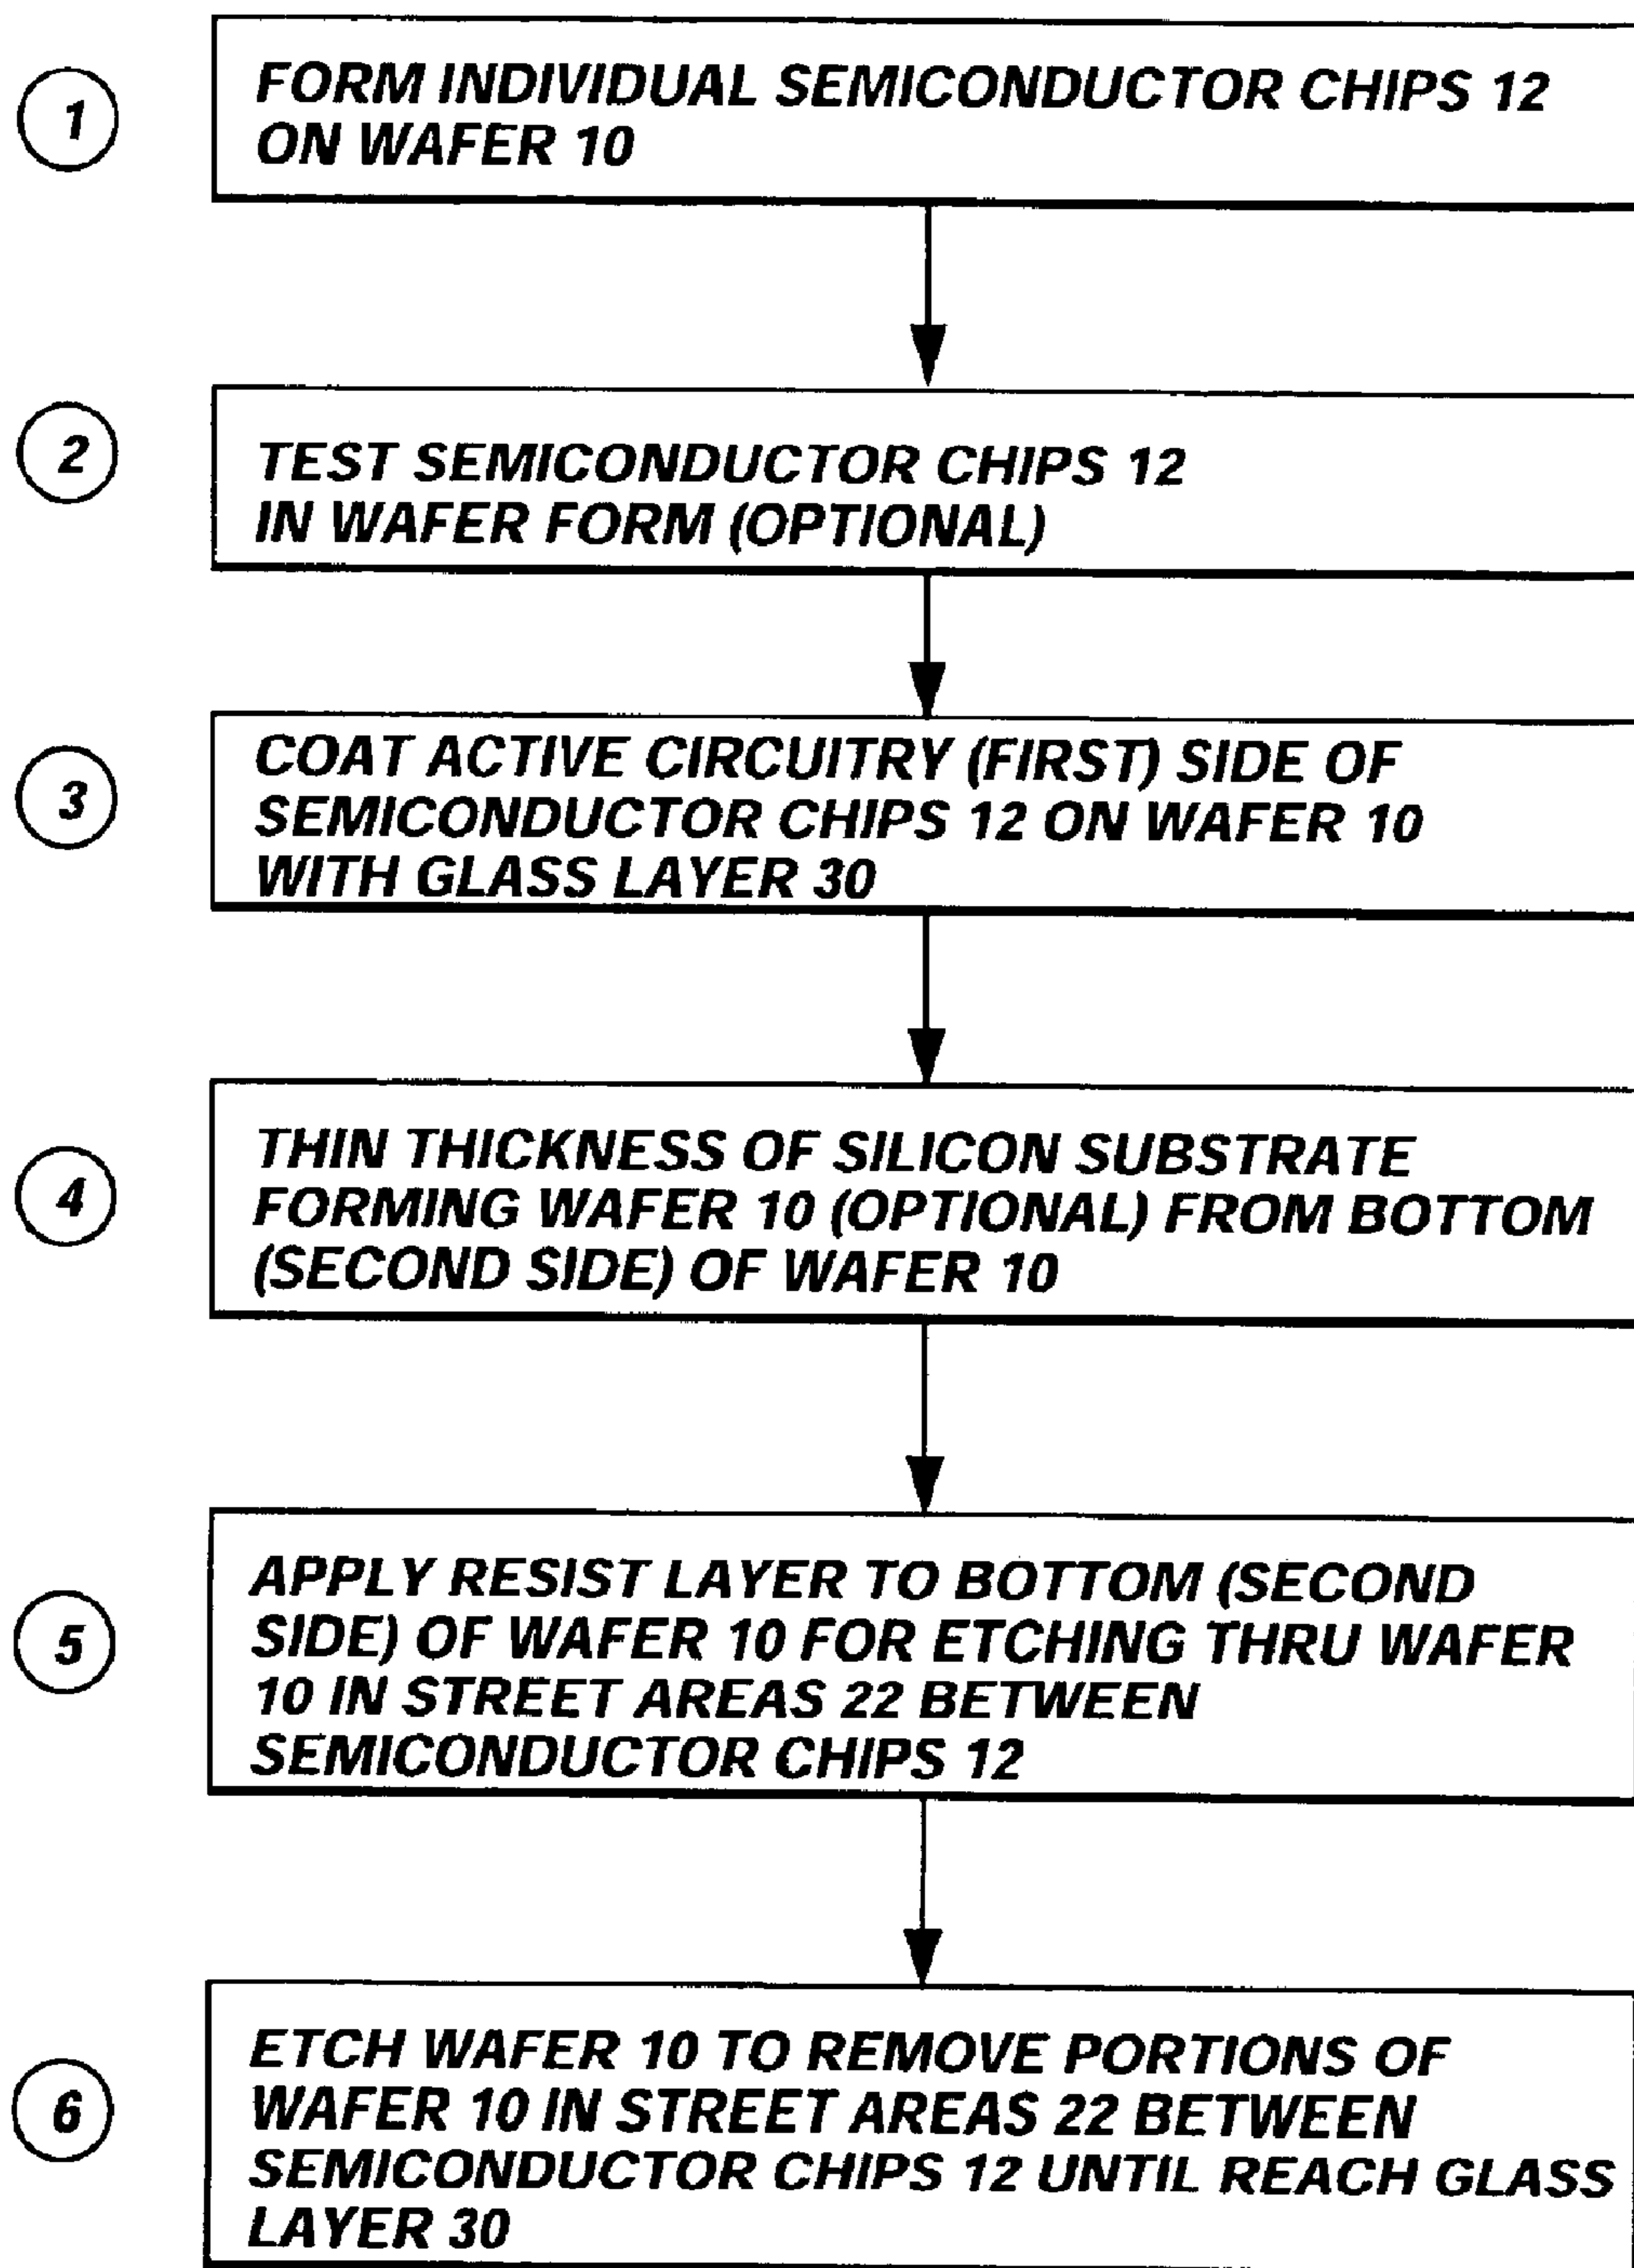 1
FORM INDIVIDUAL SEMICONDUCTOR CHIPS 12
ON WAFER 10
2
TEST SEMICONDUCTOR CHIPS 12
IN WAFER FORM (OPTIONAL)
3
COAT ACTIVE CIRCUITRY (FIRST) SIDE OF
SEMICONDUCTOR CHIPS 12 ON WAFER 10
WITH GLASS LAYER 30
4
THIN THICKNESS OF SILICON SUBSTRATE
FORMING WAFER 10 (OPTIONAL) FROM BOTTOM
(SECOND SIDE) OF WAFER 10
5
APPLY RESIST LAYER TO BOTTOM (SECOND
SIDE) OF WAFER 10 FOR ETCHING THRU WAFER
10 IN STREET AREAS 22 BETWEEN
SEMICONDUCTOR CHIPS 12
6
ETCH WAFER 10 TO REMOVE PORTIONS OF
WAFER 10 IN STREET AREAS 22 BETWEEN
SEMICONDUCTOR CHIPS 12 UNTIL REACH GLASS
LAYER 30